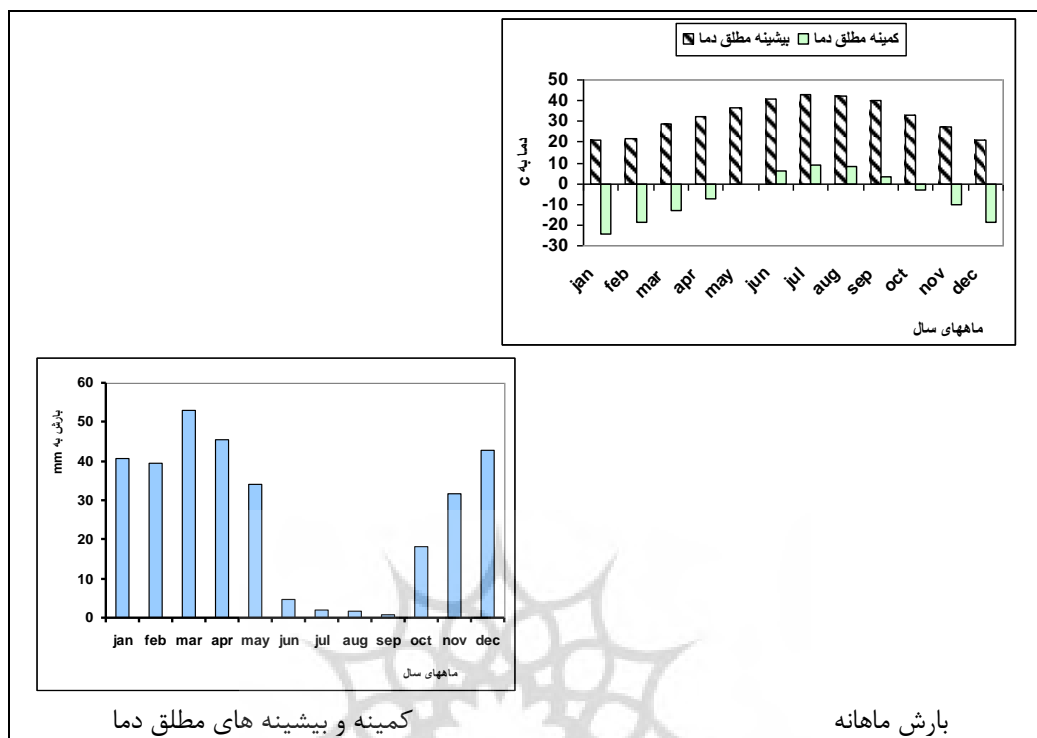 بیشینه مطلق دما کمینه مطلق دما
50
40
30
20
10
0
-10
-20
-30
دما به c
jan feb mar apr may jun jul aug sep oct nov dec
ماههای سال
60
50
40
30
20
10
0
بارش به mm
jan feb mar apr may jun jul aug sep oct nov dec
ماههای سال
بارش ماهانه
کمینه و بیشینه های مطلق دما